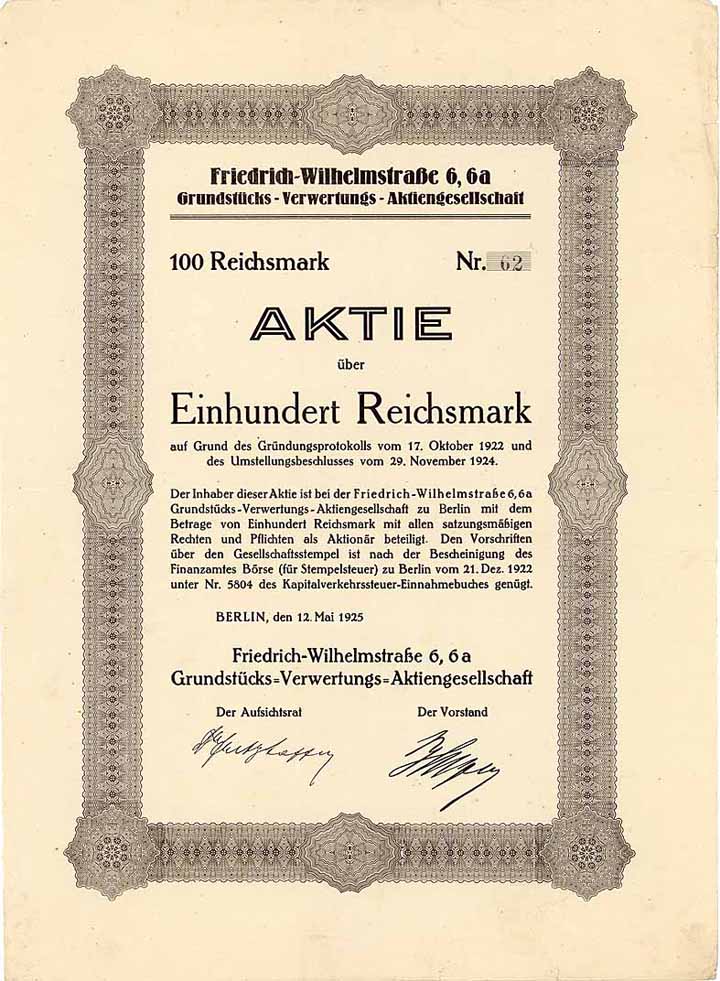 Friedrich-Wilhelmstraße 6, 6a
Grundstücks - Verwertungs - Aktiengesellschaft
100 Reichsmark Nr. 62
AKTIE
über
Einhundert Reichsmark
auf Grund des Gründungsprotokolls vom 17. Oktober 1922 und
des Umstellungsbeschlusses vom 29. November 1924.
Der Inhaber dieser Aktie ist bei der Friedrich-Wilhelmstraße 6, 6a
Grundstücks-Verwertungs-Aktiengesellschaft zu Berlin mit dem
Betrage von Einhundert Reichsmark mit allen satzungsmäßigen
Rechten und Pflichten als Aktionär beteiligt. Den Vorschriften
über den Gesellschaftsstempel ist nach der Bescheinigung des
Finanzamtes Börse (für Stempelsteuer) zu Berlin vom 21. Dez. 1922
unter Nr. 5804 des Kapitalverkehrssteuer-Einnahmebuches genügt.
BERLIN, den 12. Mai 1925
Friedrich-Wilhelmstraße 6, 6a
Grundstücks=Verwertungs=Aktiengesellschaft
Der Aufsichtsrat Der Vorstand